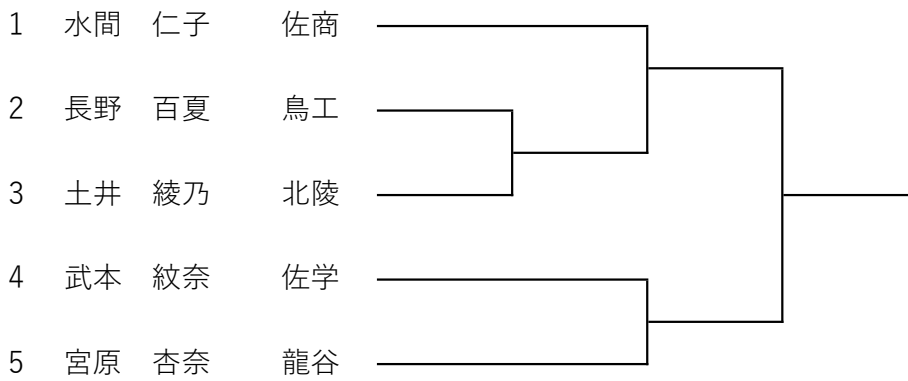 1 水間 仁子 佐商
2 長野 百夏 鳥工
3 土井 綾乃 北陵
4 武本 紋奈 佐学
5 宮原 杏奈 龍谷